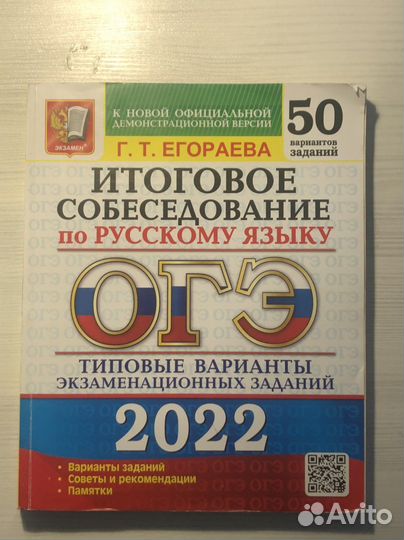 К НОВОЙ ОФИЦИАЛЬНОЙ
ДЕМОНСТРАЦИОННОЙ ВЕРСИИ
50
вариантов
заданий
ЭКЗАМЕН
Г. Т. ЕГОРАЕВА
ИТОГОВОЕ
СОБЕСЕДОВАНИЕ
по РУССКОМУ ЯЗЫКУ
ОГЭ
ТИПОВЫЕ ВАРИАНТЫ
ЭКЗАМЕНАЦИОННЫХ ЗАДАНИЙ
2022
• Варианты заданий
• Советы и рекомендации
• Памятки
Avito